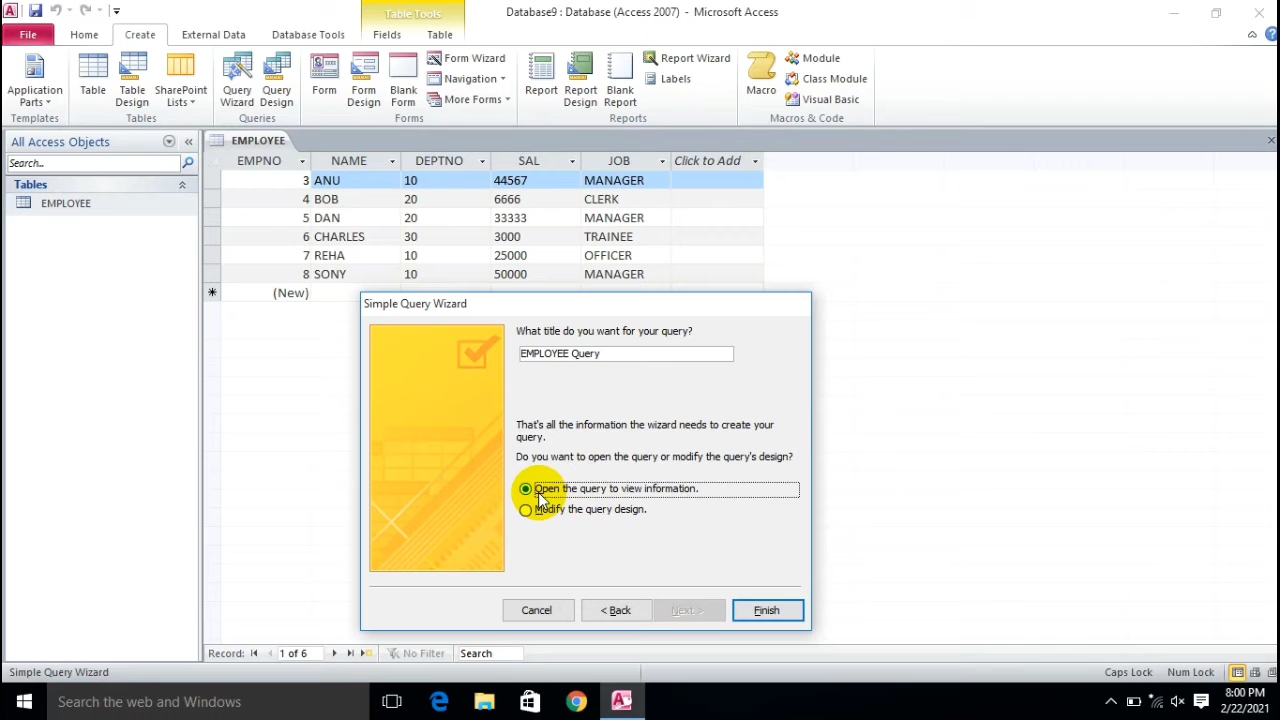 Table Tools
Database9 : Database (Access 2007) - Microsoft Access
File Home Create External Data Database Tools Fields Table
Application Parts
Table
Table Design
SharePoint Lists
Query Wizard
Query Design
Form
Form Design
Blank Form
Form Wizard
Navigation
More Forms
Report
Report Design
Blank Report
Report Wizard
Labels
Macro
Module
Class Module
Visual Basic
Templates Tables Queries Forms Reports Macros & Code
All Access Objects
Search...
Tables
EMPLOYEE
EMPLOYEE
EMPNO NAME DEPTNO SAL JOB Click to Add
3 ANU 10 44567 MANAGER
4 BOB 20 6666 CLERK
5 DAN 20 33333 MANAGER
6 CHARLES 30 3000 TRAINEE
7 REHA 10 25000 OFFICER
8 SONY 10 50000 MANAGER
* (New)
Simple Query Wizard
What title do you want for your query?
EMPLOYEE Query
That's all the information the wizard needs to create your
query.
Do you want to open the query or modify the query's design?
Open the query to view information.
Modify the query design.
Cancel < Back Next > Finish
Record: 1 of 6 No Filter Search
Simple Query Wizard Caps Lock Num Lock
Search the web and Windows
8:00 PM
2/22/2021